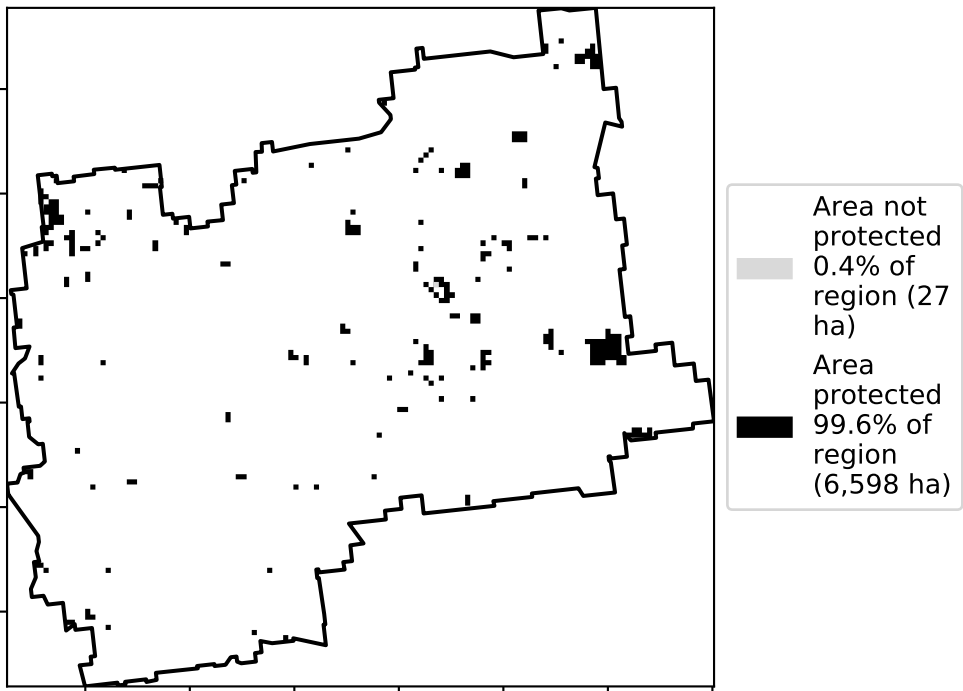 Area not
protected
0.4% of
region (27
ha)
Area
protected
99.6% of
region
(6,598 ha)